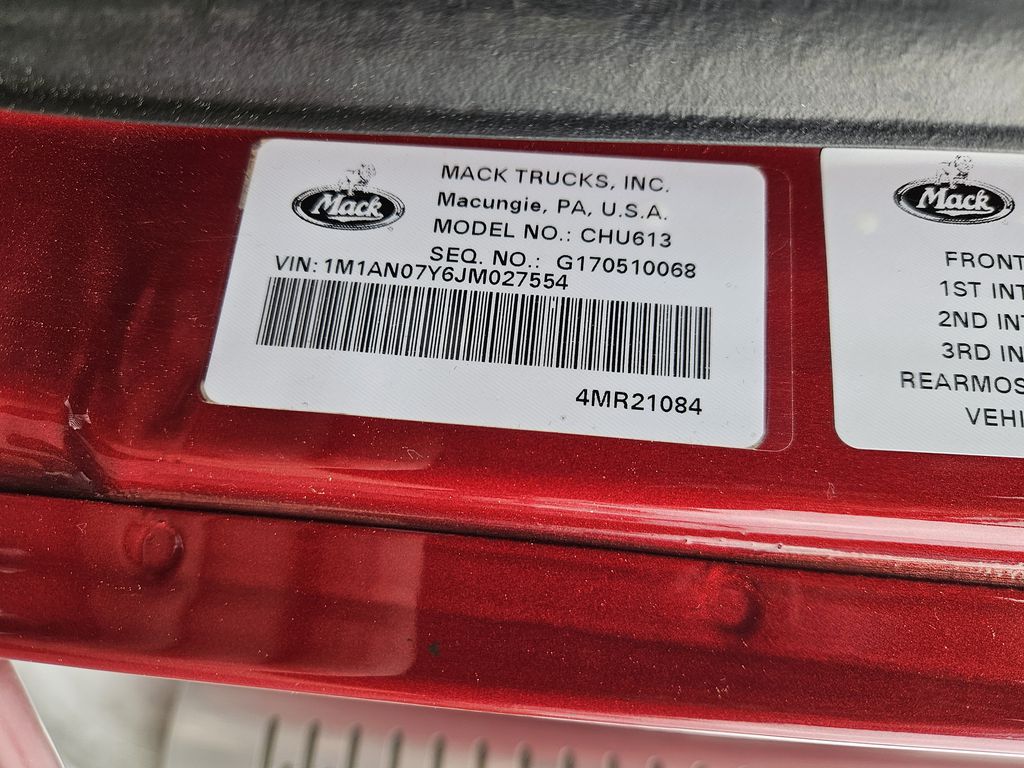 Mack
MACK TRUCKS, INC.
Macungie, PA, U.S.A.
MODEL NO.: CHU613
SEQ. NO.: G170510068
VIN: 1M1AN07Y6JM027554
4MR21084
Mack
FRONT
1ST INT
2ND INT
3RD IN
REARMOS
VEHI